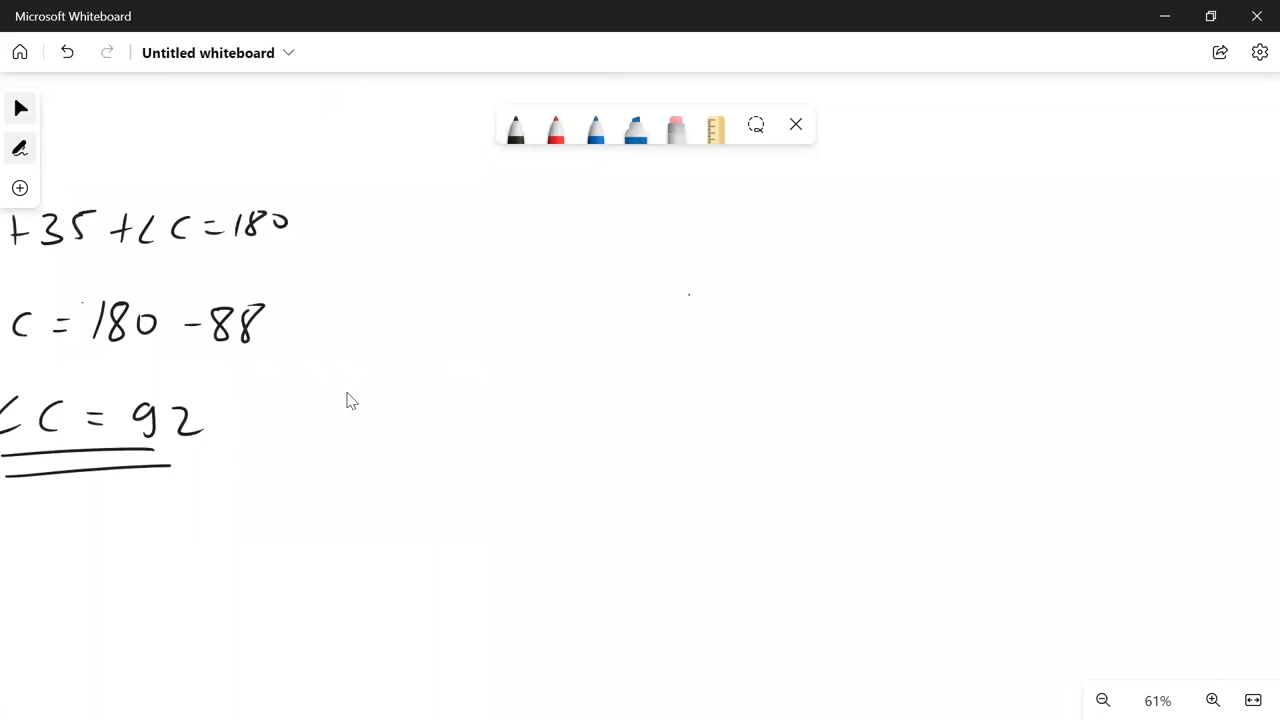 Microsoft Whiteboard
Untitled whiteboard
+35 +∠C = 180
C = 180 - 88
∠C = 92
61%